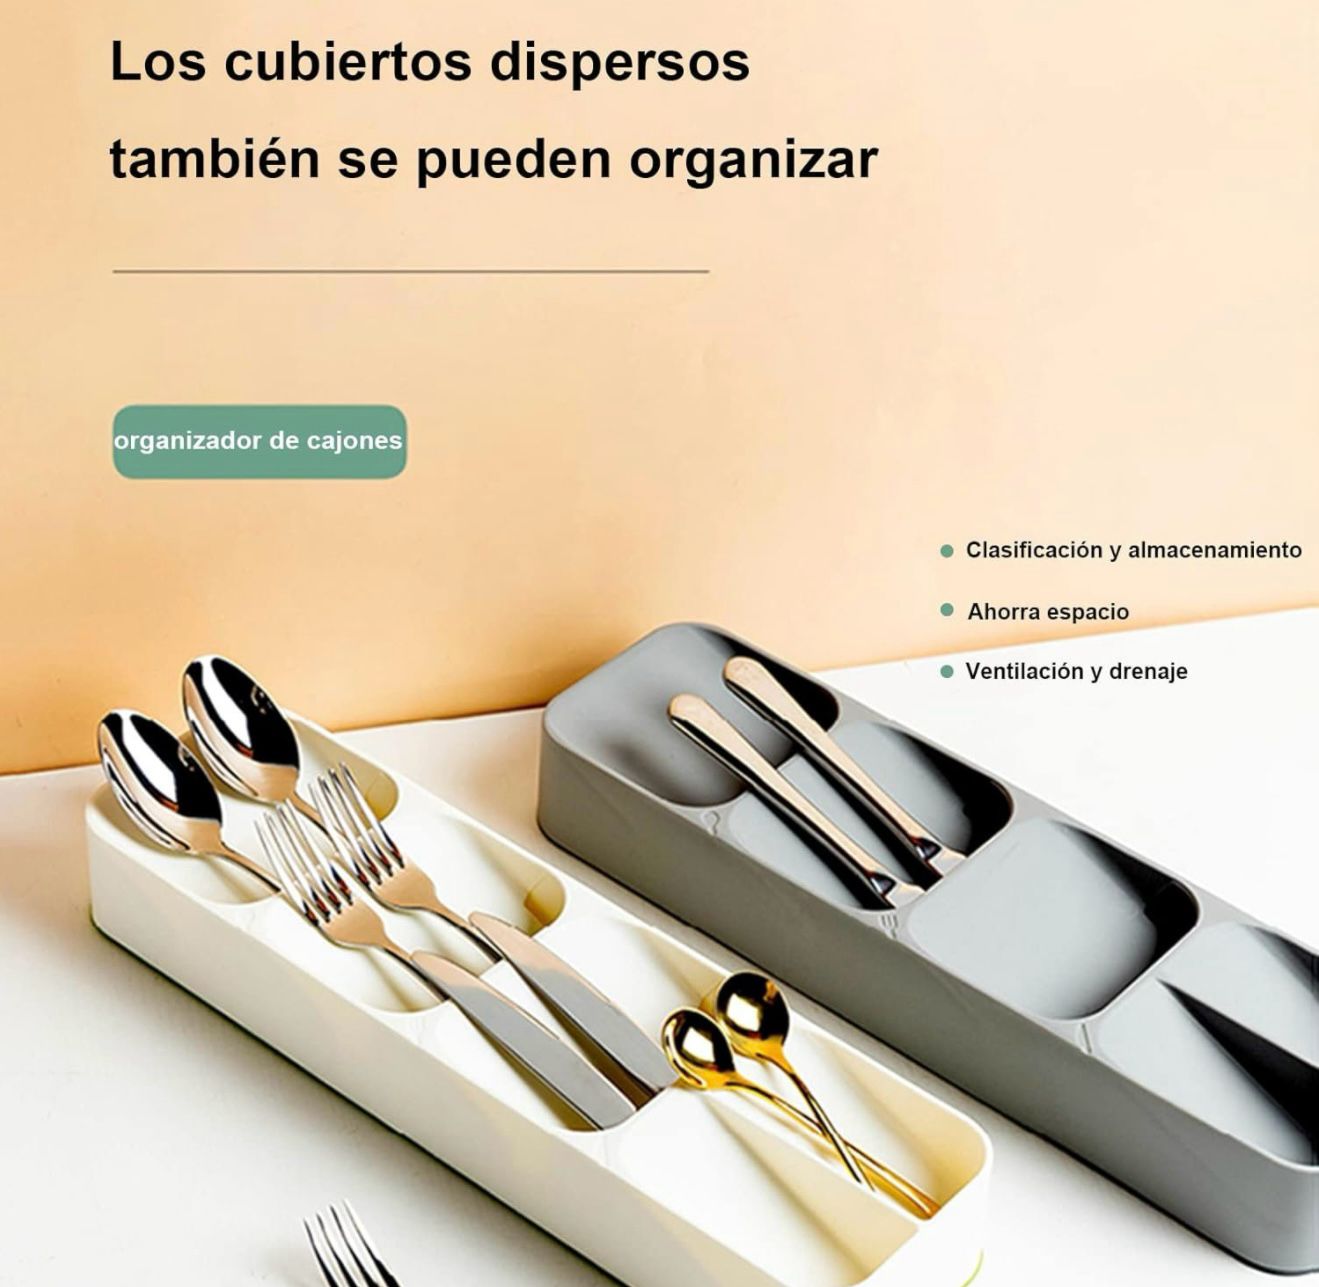 Los cubiertos dispersos
también se pueden organizar
organizador de cajones
Clasificación y almacenamiento
Ahorra espacio
Ventilación y drenaje